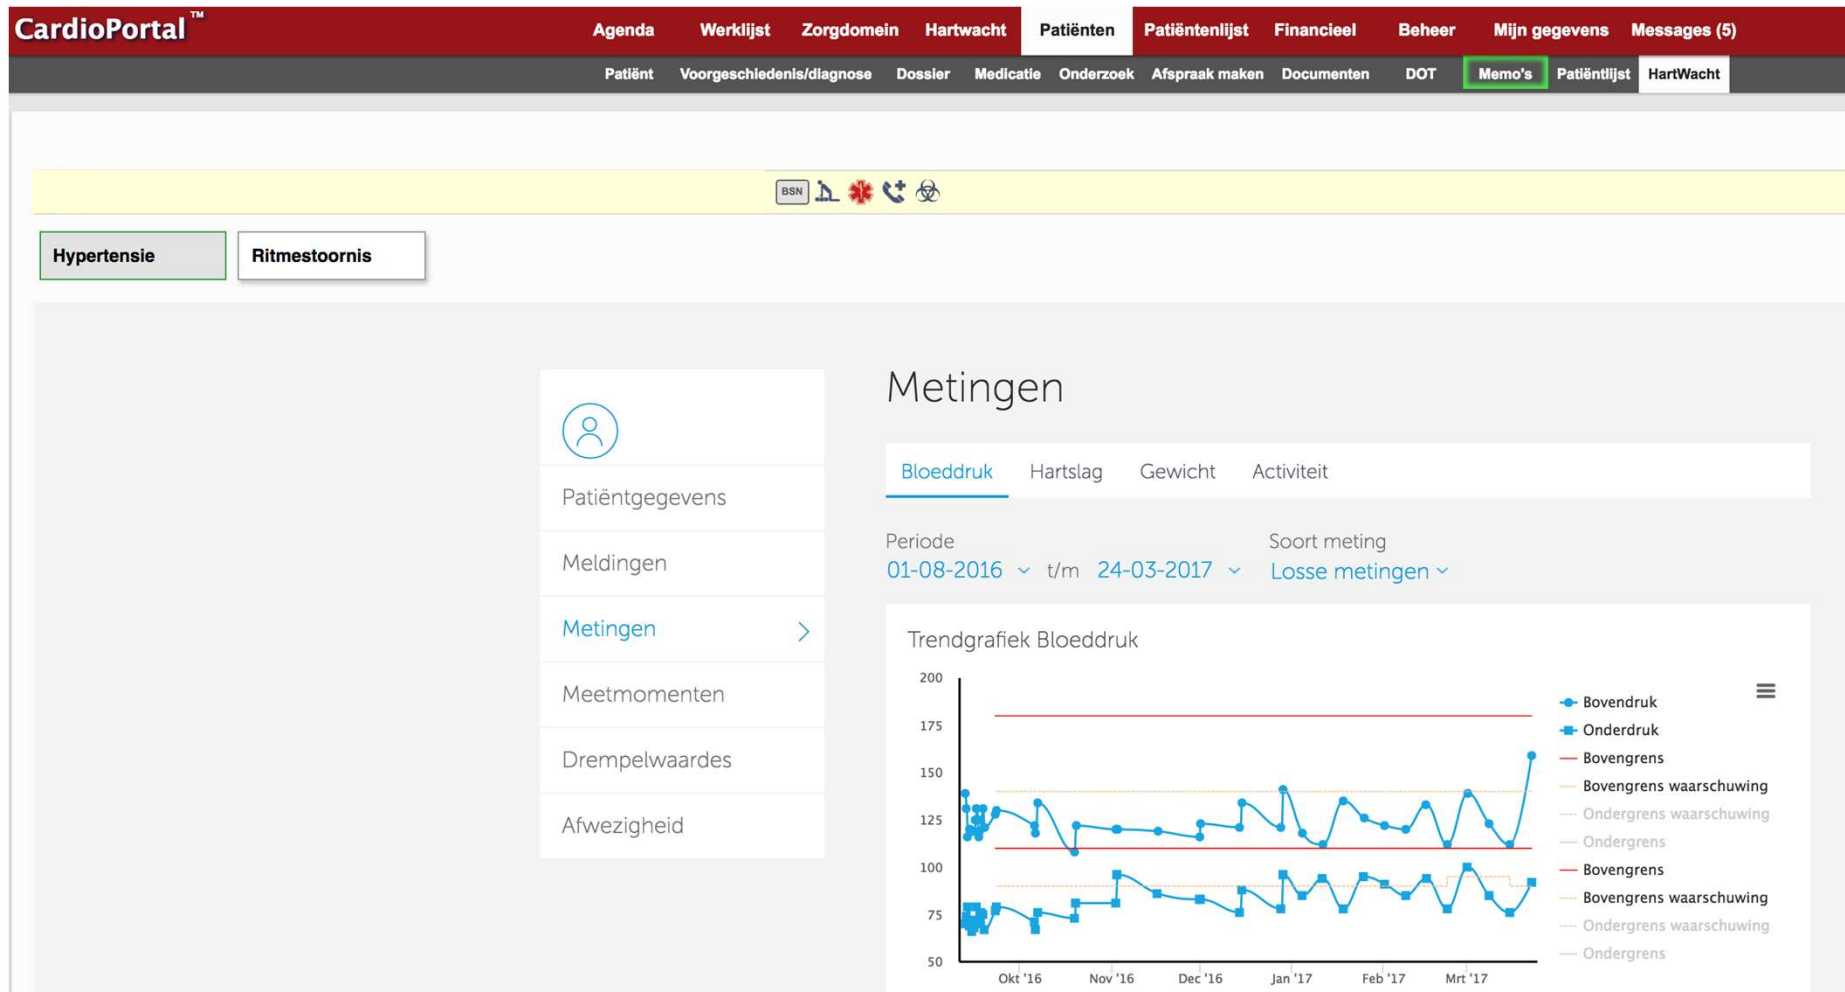 CardioPortal™
Agenda Werklijst Zorgdomein Hartwacht Patiënten Patiëntenlijst Financieel Beheer Mijn gegevens Messages (5)
Patiënt Voorgeschiedenis/diagnose Dossier Medicatie Onderzoek Afspraak maken Documenten DOT Memo's Patiëntlijst HartWacht
BSN
Hypertensie Ritmestoornis
Patiëntgegevens
Meldingen
Metingen
Meetmomenten
Drempelwaardes
Afwezigheid
Metingen
Bloeddruk Hartslag Gewicht Activiteit
Periode Soort meting
01-08-2016 t/m 24-03-2017 Losse metingen
Trendgrafiek Bloeddruk
200
175
150
125
100
75
50
Okt '16 Nov '16 Dec '16 Jan '17 Feb '17 Mrt '17
Bovendruk
Onderdruk
Bovengrens
Bovengrens waarschuwing
Ondergrens waarschuwing
Ondergrens
Bovengrens
Bovengrens waarschuwing
Ondergrens waarschuwing
Ondergrens